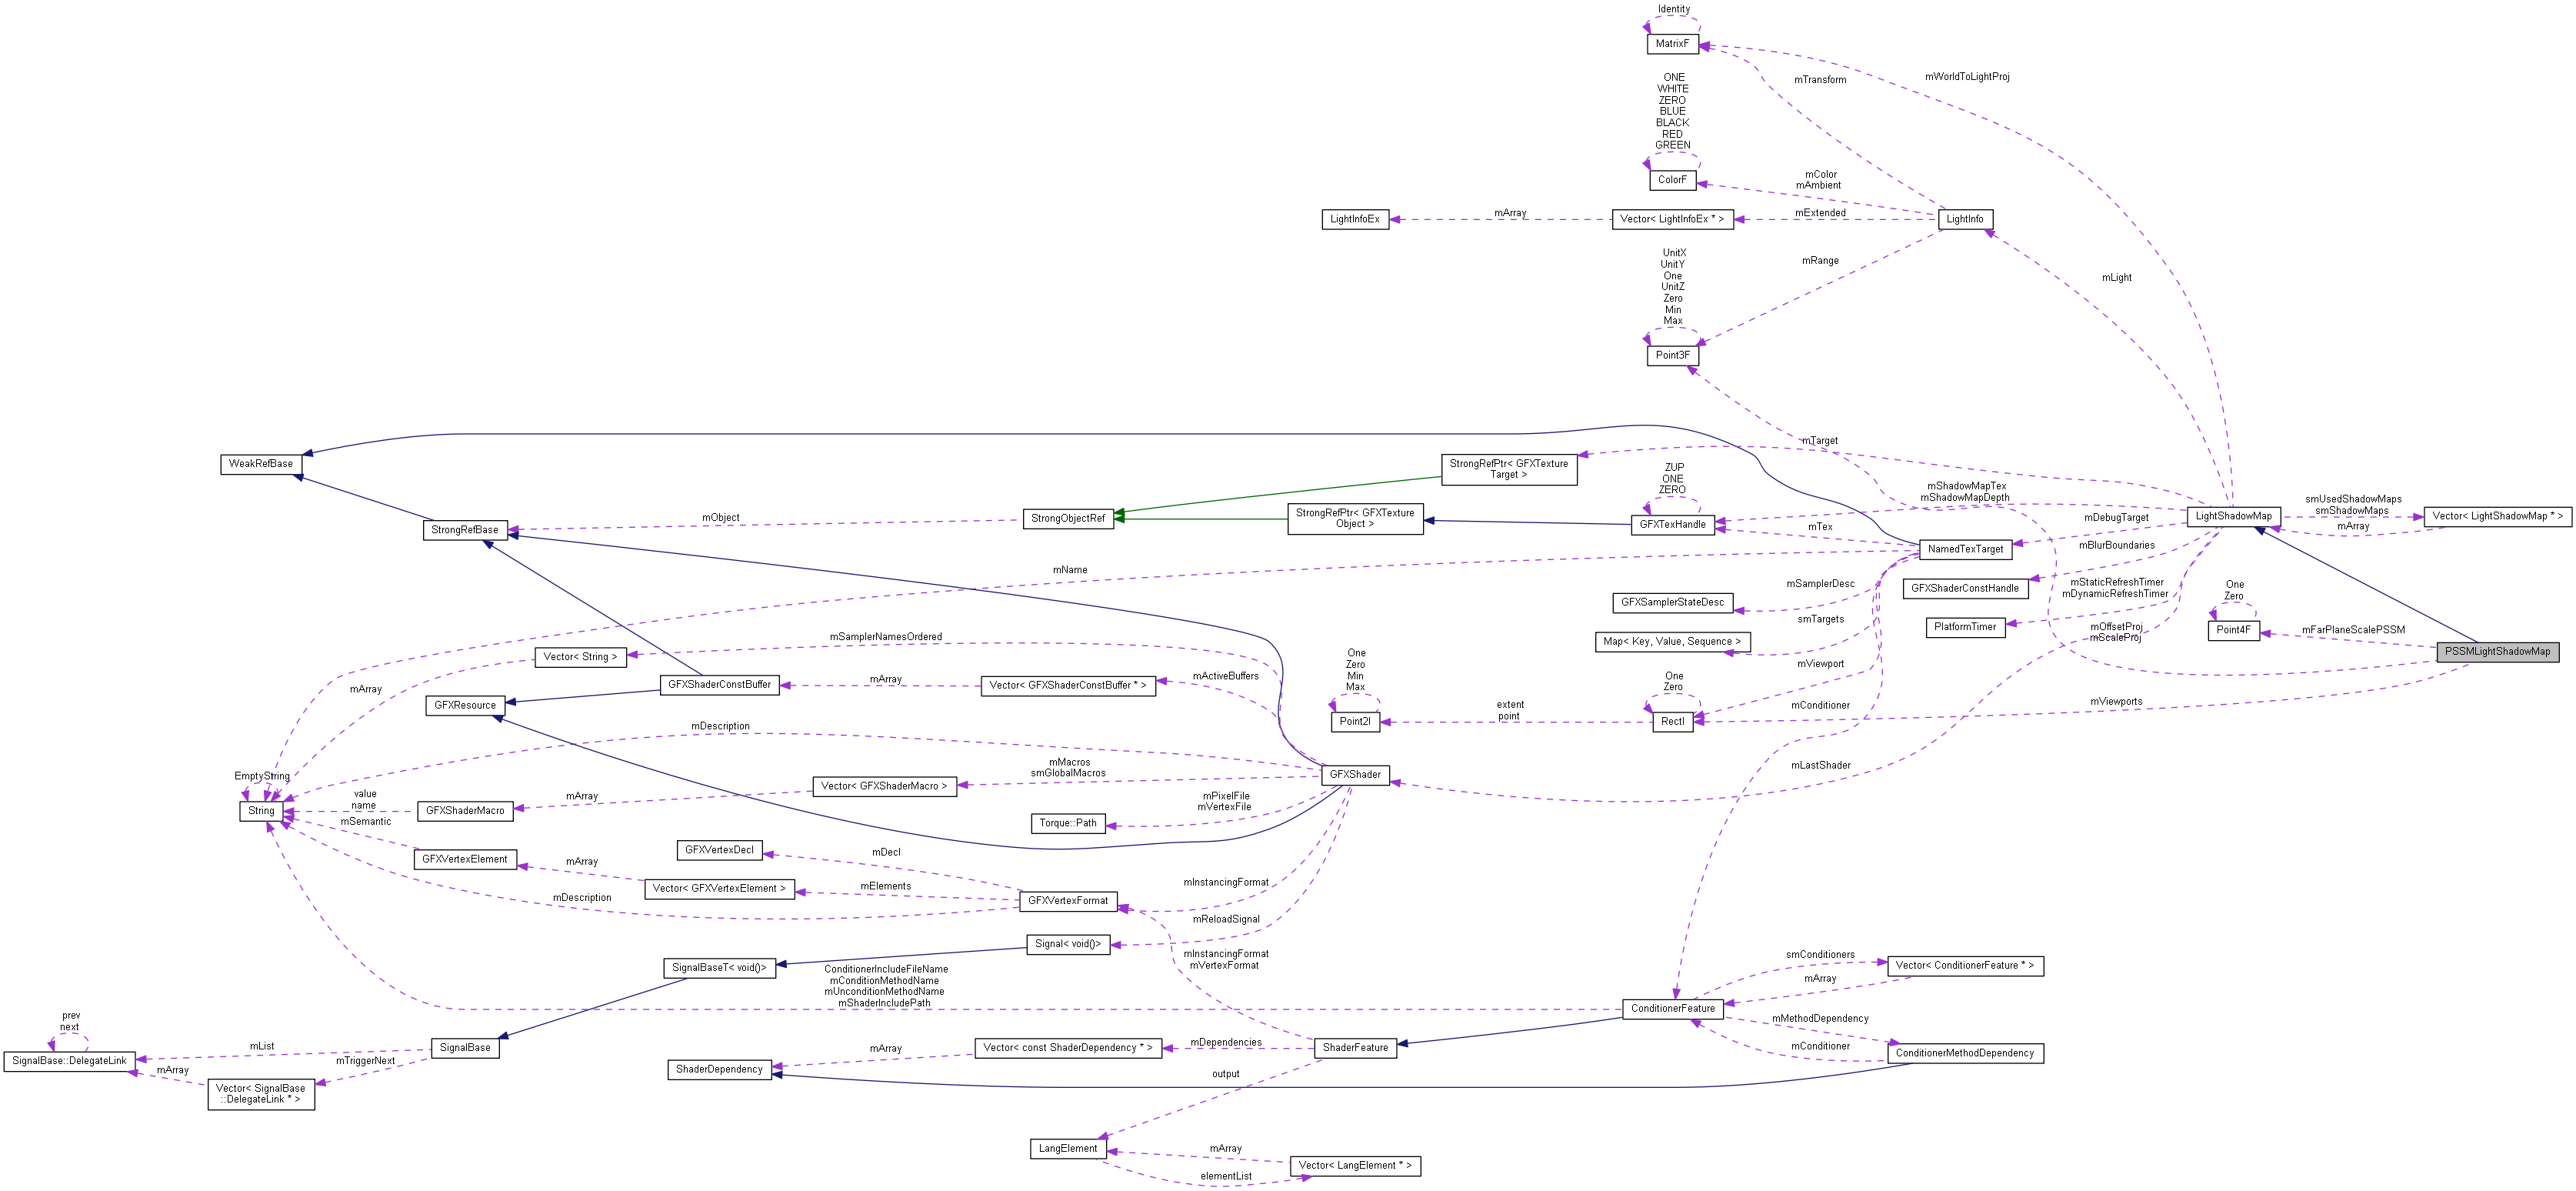 Identity
MatrixF
mWorldToLightProj
mTransform
ONE
WHITE
ZERO
BLUE
BLACK
RED
GREEN
ColorF
mColor
mAmbient
LightInfoEx
mArray
Vector< LightInfoEx * >
mExtended
LightInfo
UnitX
UnitY
One
UnitZ
Zero
Min
Max
mRange
mLight
Point3F
mTarget
WeakRefBase
StrongRefPtr< GFXTexture
Target >
ZUP
ONE
ZERO
mShadowMapTex
mShadowMapDepth
smUsedShadowMaps
smShadowMaps
StrongRefBase
mObject
StrongObjectRef
StrongRefPtr< GFXTexture
Object >
GFXTexHandle
mTex
mDebugTarget
LightShadowMap
mArray
Vector< LightShadowMap * >
NamedTexTarget
mBlurBoundaries
mName
mSamplerDesc
GFXShaderConstHandle
mStaticRefreshTimer
mDynamicRefreshTimer
One
Zero
GFXSamplerStateDesc
smTargets
PlatformTimer
mOffsetProj
mScaleProj
Point4F
mFarPlaneScalePSSM
PSSMLightShadowMap
Map< Key, Value, Sequence >
mSamplerNamesOrdered
Vector< String >
One
Zero
Min
Max
mViewport
mArray
GFXShaderConstBuffer
mArray
Vector< GFXShaderConstBuffer * >
mActiveBuffers
One
Zero
GFXResource
Point2I
extent
point
RectI
mConditioner
mViewports
mDescription
mLastShader
EmptyString
mMacros
smGlobalMacros
GFXShader
String
value
name
GFXShaderMacro
mArray
Vector< GFXShaderMacro >
mPixelFile
mVertexFile
Torque::Path
mSemantic
GFXVertexElement
GFXVertexDecl
mDecl
mArray
Vector< GFXVertexElement >
mElements
mInstancingFormat
mDescription
GFXVertexFormat
mReloadSignal
Signal< void()>
mInstancingFormat
mVertexFormat
SignalBaseT< void()>
ConditionerIncludeFileName
mConditionMethodName
mUnconditionMethodName
mShaderIncludePath
smConditioners
Vector< ConditionerFeature * >
mArray
ConditionerFeature
mMethodDependency
prev
next
mList
SignalBase
SignalBase::DelegateLink
mTriggerNext
mArray
Vector< SignalBase
::DelegateLink * >
ShaderDependency
mArray
Vector< const ShaderDependency * >
mDependencies
ShaderFeature
mConditioner
ConditionerMethodDependency
output
LangElement
mArray
Vector< LangElement * >
elementList